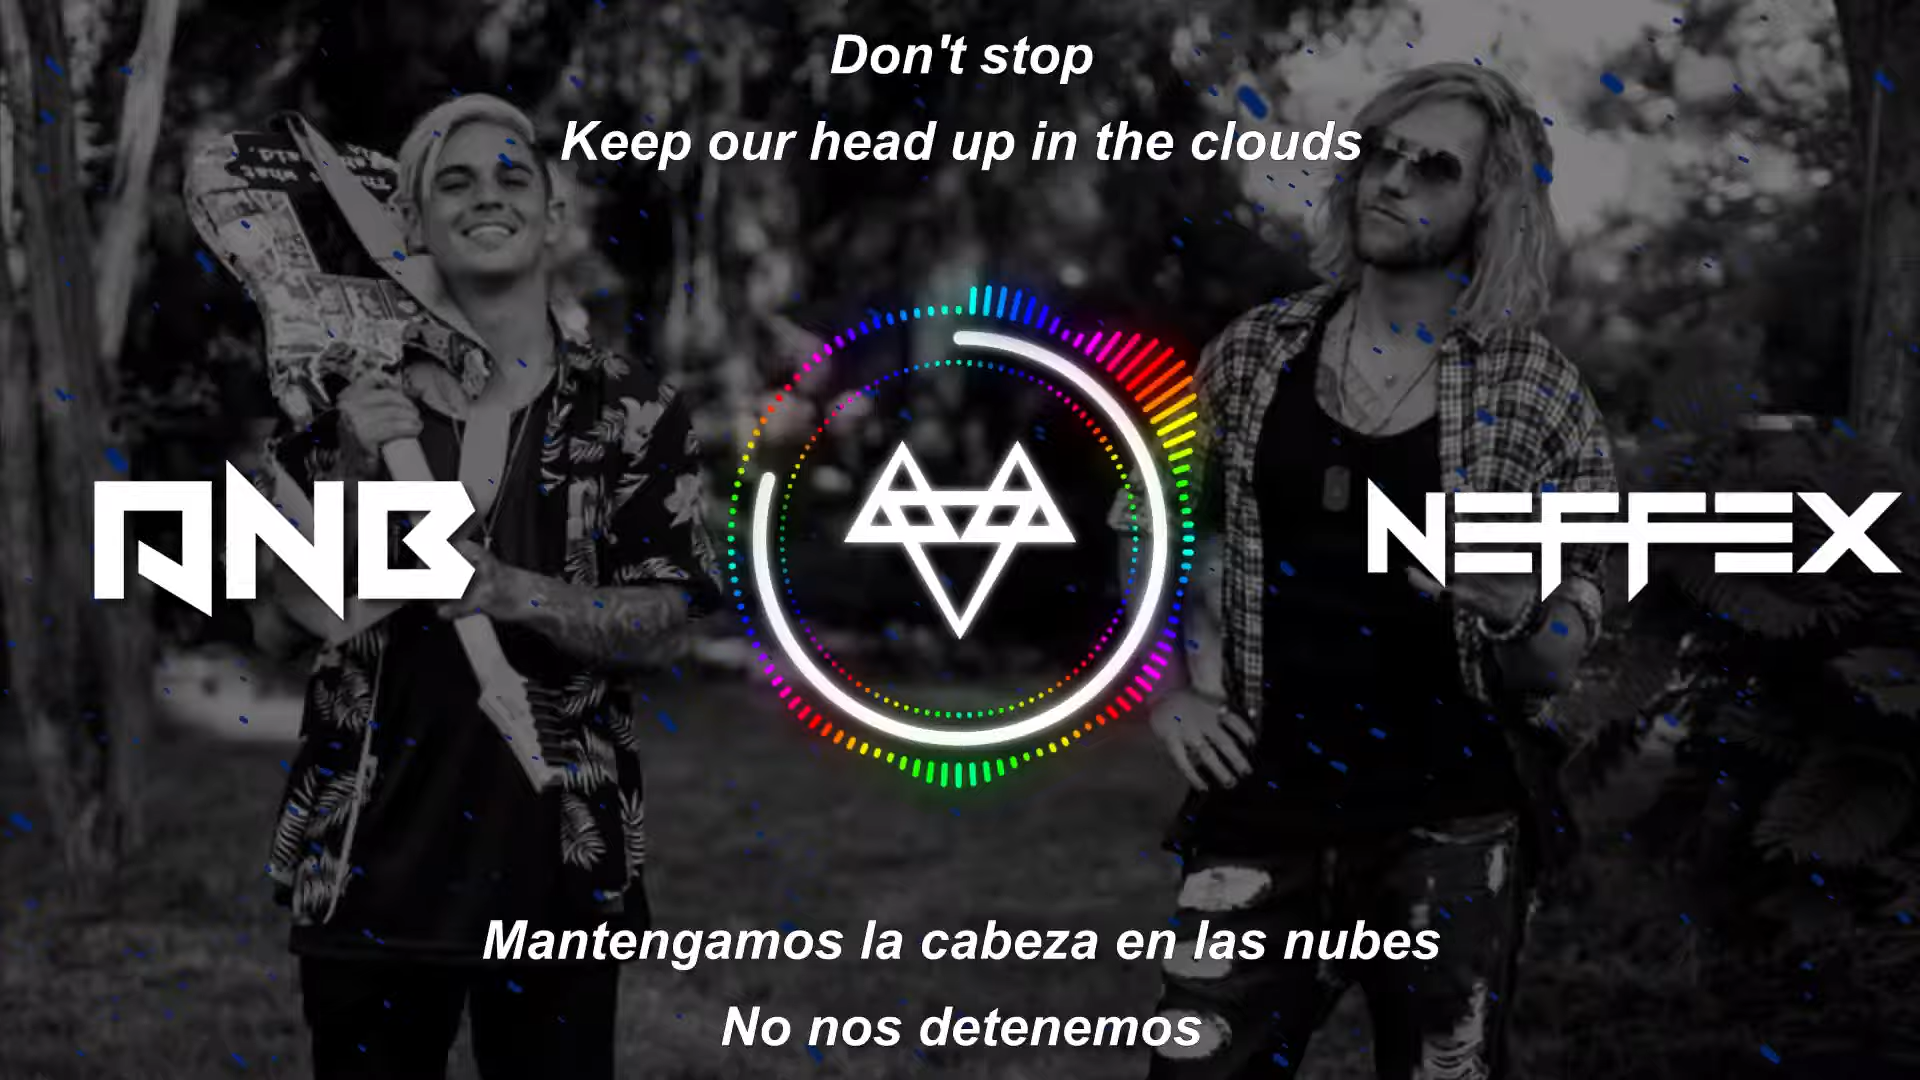 Don't stop
Keep our head up in the clouds
ANB
NEFFEX
Mantengamos la cabeza en las nubes
No nos detenemos